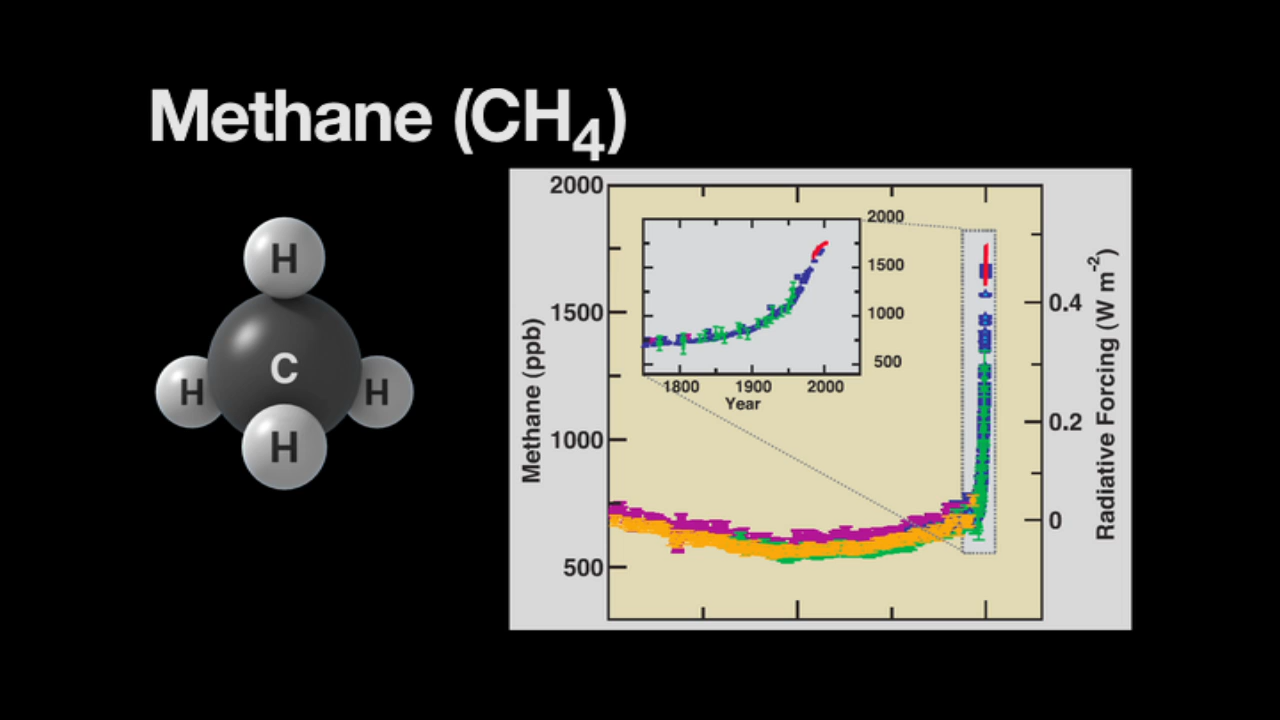 Methane (CH4)
H
H
C
H
H
2000
1500
1000
500
Methane (ppb)
2000
1500
1000
500
1800 1900 2000
Year
0.4
0.2
0
Radiative Forcing (W m-2)